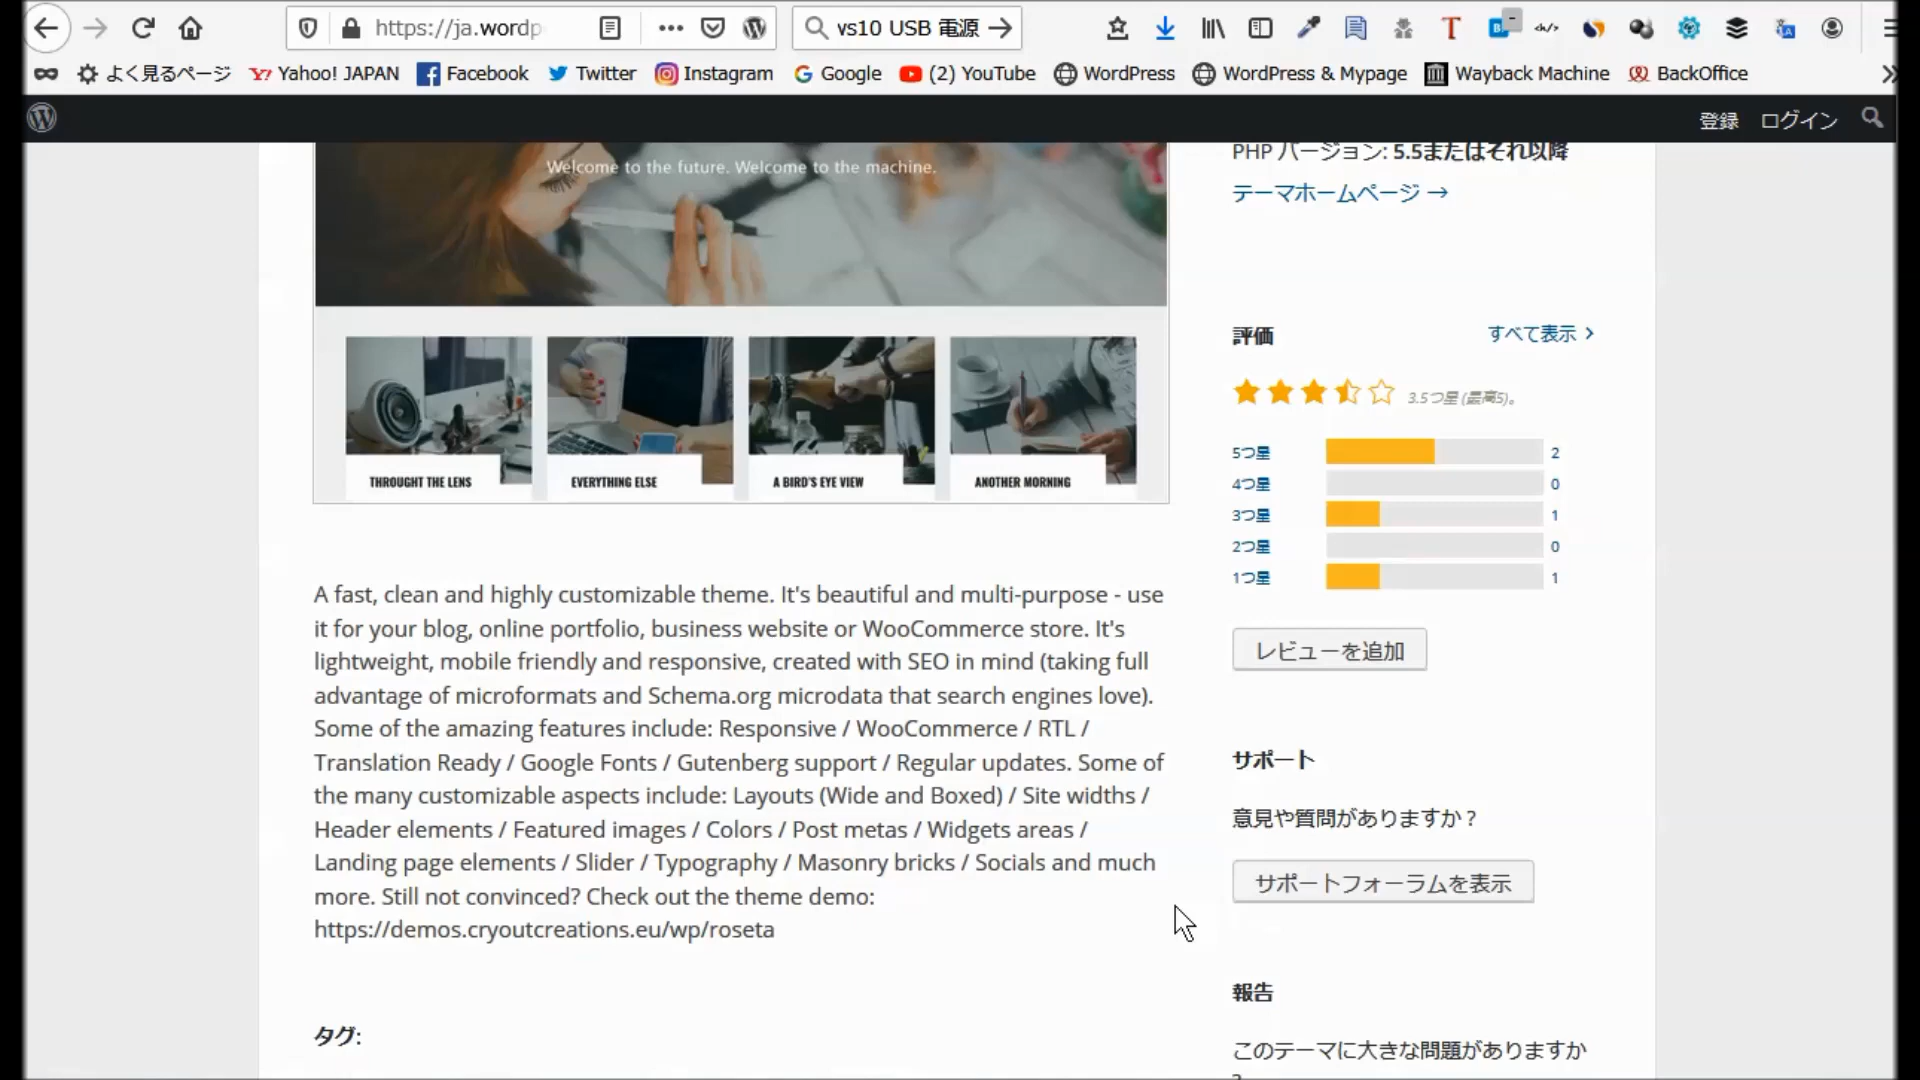 https://ja.wordp
vs10 USB 電源
よく見るページ Yahoo! JAPAN Facebook Twitter Instagram Google (2) YouTube WordPress WordPress & Mypage Wayback Machine BackOffice
登録 ログイン
Welcome to the future. Welcome to the machine.
THROUGHT THE LENS
EVERYTHING ELSE
A BIRD'S EYE VIEW
ANOTHER MORNING
A fast, clean and highly customizable theme. It's beautiful and multi-purpose - use
it for your blog, online portfolio, business website or WooCommerce store. It's
lightweight, mobile friendly and responsive, created with SEO in mind (taking full
advantage of microformats and Schema.org microdata that search engines love).
Some of the amazing features include: Responsive / WooCommerce / RTL /
Translation Ready / Google Fonts / Gutenberg support / Regular updates. Some of
the many customizable aspects include: Layouts (Wide and Boxed) / Site widths /
Header elements / Featured images / Colors / Post metas / Widgets areas /
Landing page elements / Slider / Typography / Masonry bricks / Socials and much
more. Still not convinced? Check out the theme demo:
https://demos.cryoutcreations.eu/wp/roseta
タグ:
PHP バージョン: 5.5またはそれ以降
テーマホームページ →
評価 すべて表示
3.5つ星 (最高5)。
5つ星 2
4つ星 0
3つ星 1
2つ星 0
1つ星 1
レビューを追加
サポート
意見や質問がありますか ?
サポートフォーラムを表示
報告
このテーマに大きな問題がありますか